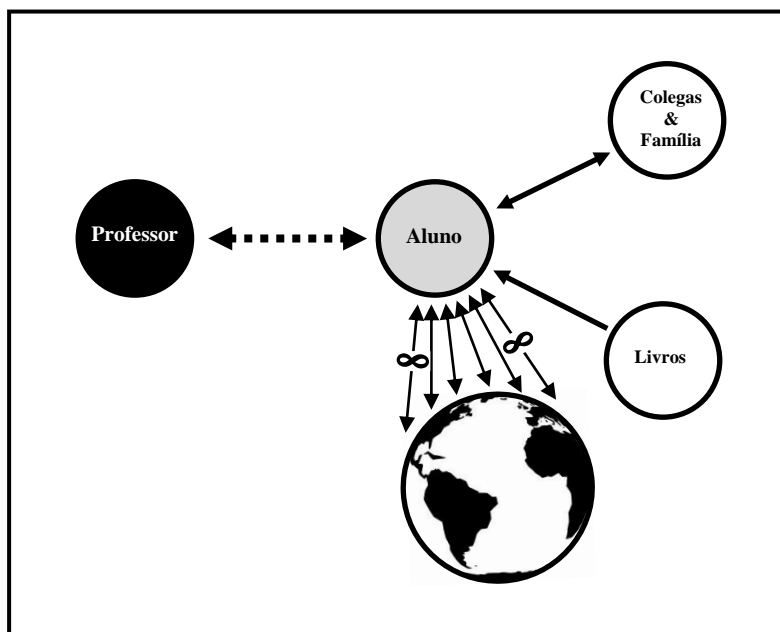 Colegas
&
Família
Professor
Aluno
∞
∞
Livros